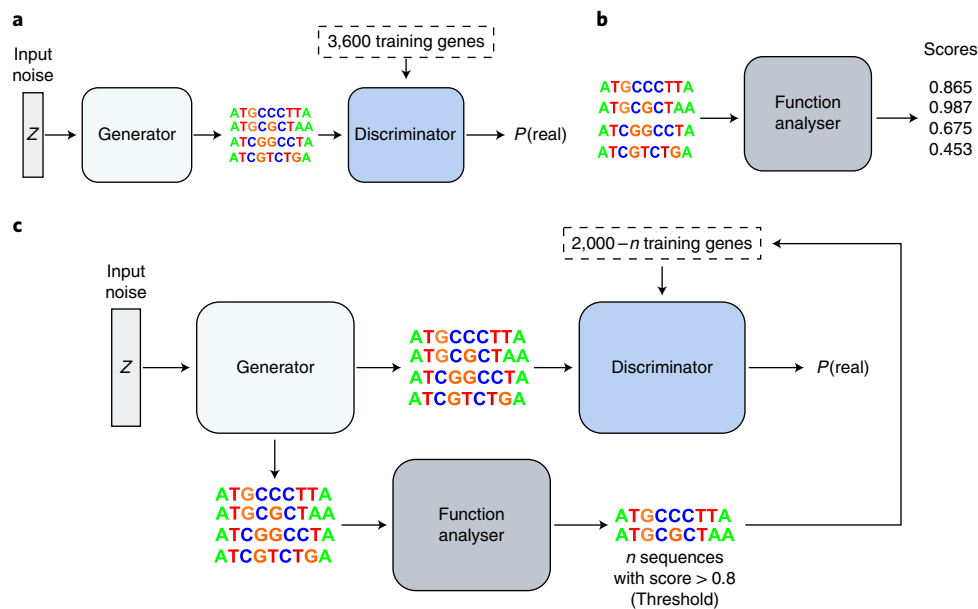 a
3,600 training genes
Input
noise
Z
Generator
ATGCCCTTA
ATGCGCTAA
ATCGGCCTA
ATCGTCTGA
Discriminator
P(real)
b
Scores
ATGCCCTTA
ATGCGCTAA
ATCGGCCTA
ATCGTCTGA
Function
analyser
0.865
0.987
0.675
0.453
c
2,000 – n training genes
Input
noise
Z
Generator
ATGCCCTTA
ATGCGCTAA
ATCGGCCTA
ATCGTCTGA
Discriminator
P(real)
ATGCCCTTA
ATGCGCTAA
ATCGGCCTA
ATCGTCTGA
Function
analyser
ATGCCCTTA
ATGCGCTAA
n sequences
with score > 0.8
(Threshold)